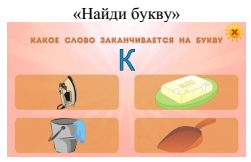 «Найди букву»
КАКОЕ СЛОВО ЗАКАНЧИВАЕТСЯ НА БУКВУ
К